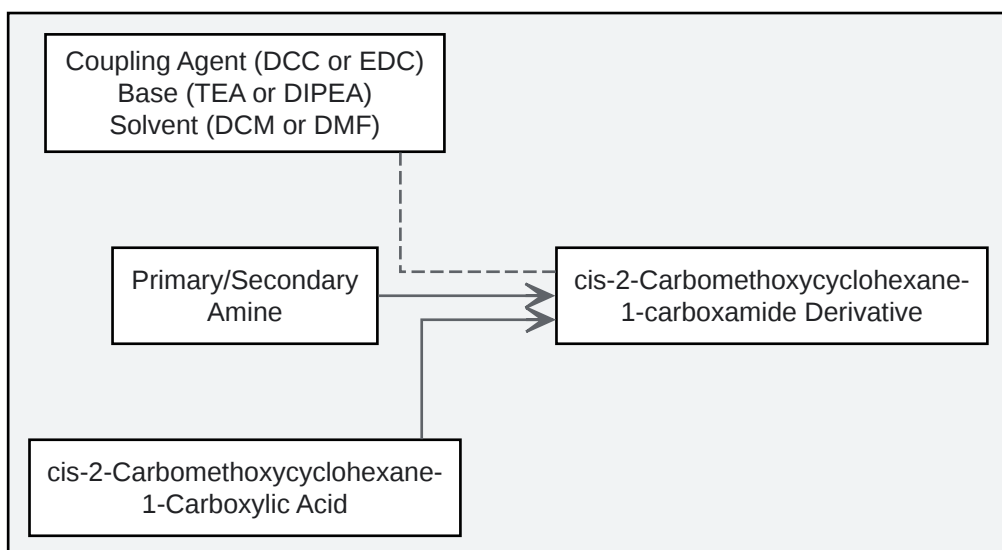 Coupling Agent (DCC or EDC)
Base (TEA or DIPEA)
Solvent (DCM or DMF)
Primary/Secondary
Amine
cis-2-Carbomethoxycyclohexane-
1-carboxamide Derivative
cis-2-Carbomethoxycyclohexane-
1-Carboxylic Acid